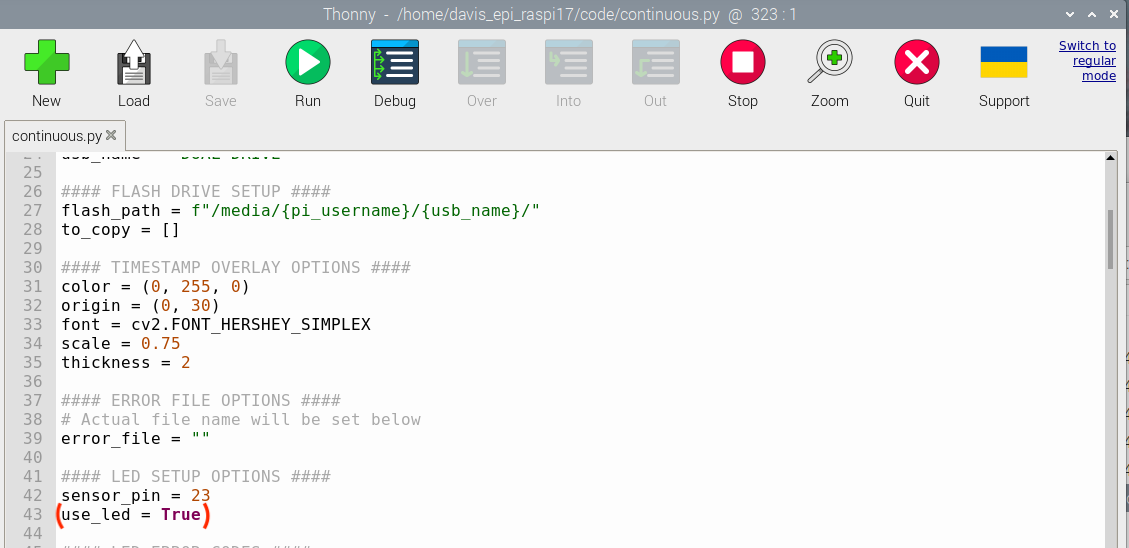 Thonny - /home/davis_epi_raspi17/code/continuous.py @ 323 : 1
New Load Save Run Debug Over Into Out Stop Zoom Quit Support
Switch to
regular
mode
continuous.py
25
26 #### FLASH DRIVE SETUP ####
27 flash_path = f"/media/{pi_username}/{usb_name}/"
28 to_copy = []
29
30 #### TIMESTAMP OVERLAY OPTIONS ####
31 color = (0, 255, 0)
32 origin = (0, 30)
33 font = cv2.FONT_HERSHEY_SIMPLEX
34 scale = 0.75
35 thickness = 2
36
37 #### ERROR FILE OPTIONS ####
38 # Actual file name will be set below
39 error_file = ""
40
41 #### LED SETUP OPTIONS ####
42 sensor_pin = 23
43 (use_led = True)
44